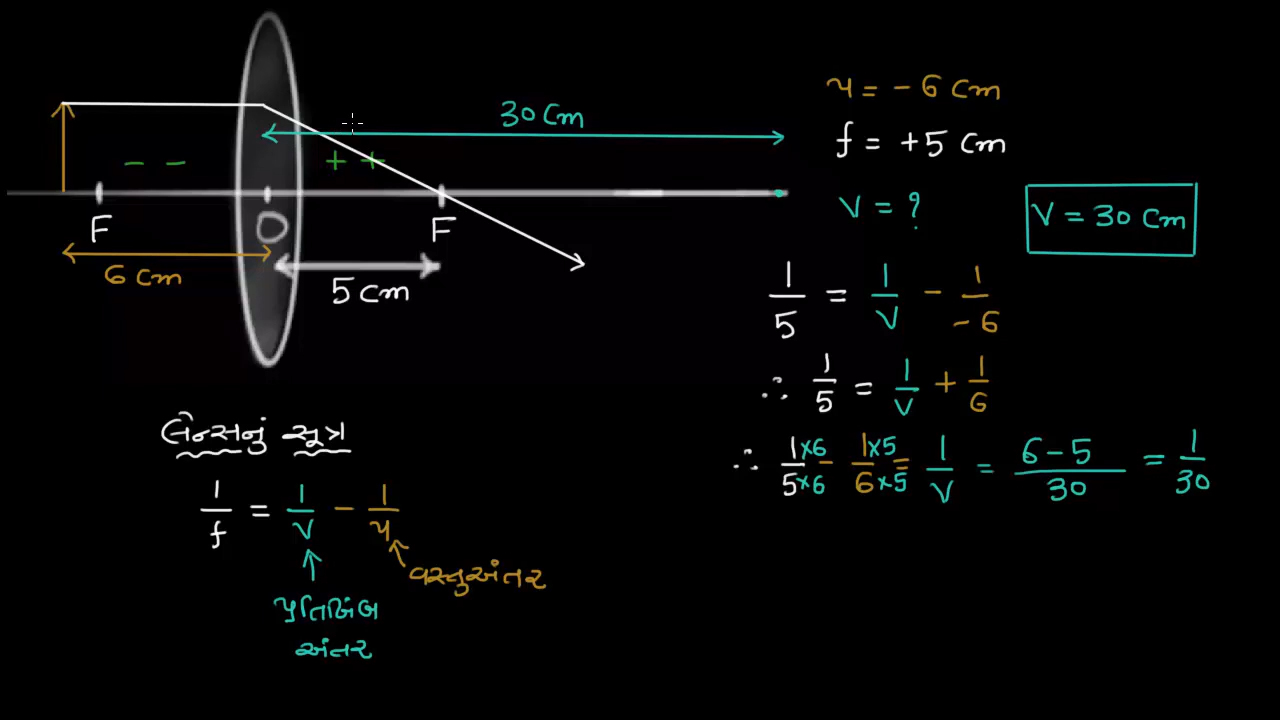 30 cm
- -
+ +
F
O
F
6 cm
5 cm
u = - 6 cm
f = +5 cm
v = ?
v = 30 cm
1/5 = 1/v - 1/-6
∴ 1/5 = 1/v + 1/6
∴ 1×6/5×6 - 1×5/6×5 = 1/v = 6-5/30 = 1/30
લેન્સનું સૂત્ર
1/f = 1/v - 1/u
વસ્તુઅંતર
પ્રતિબિંબ
અંતર